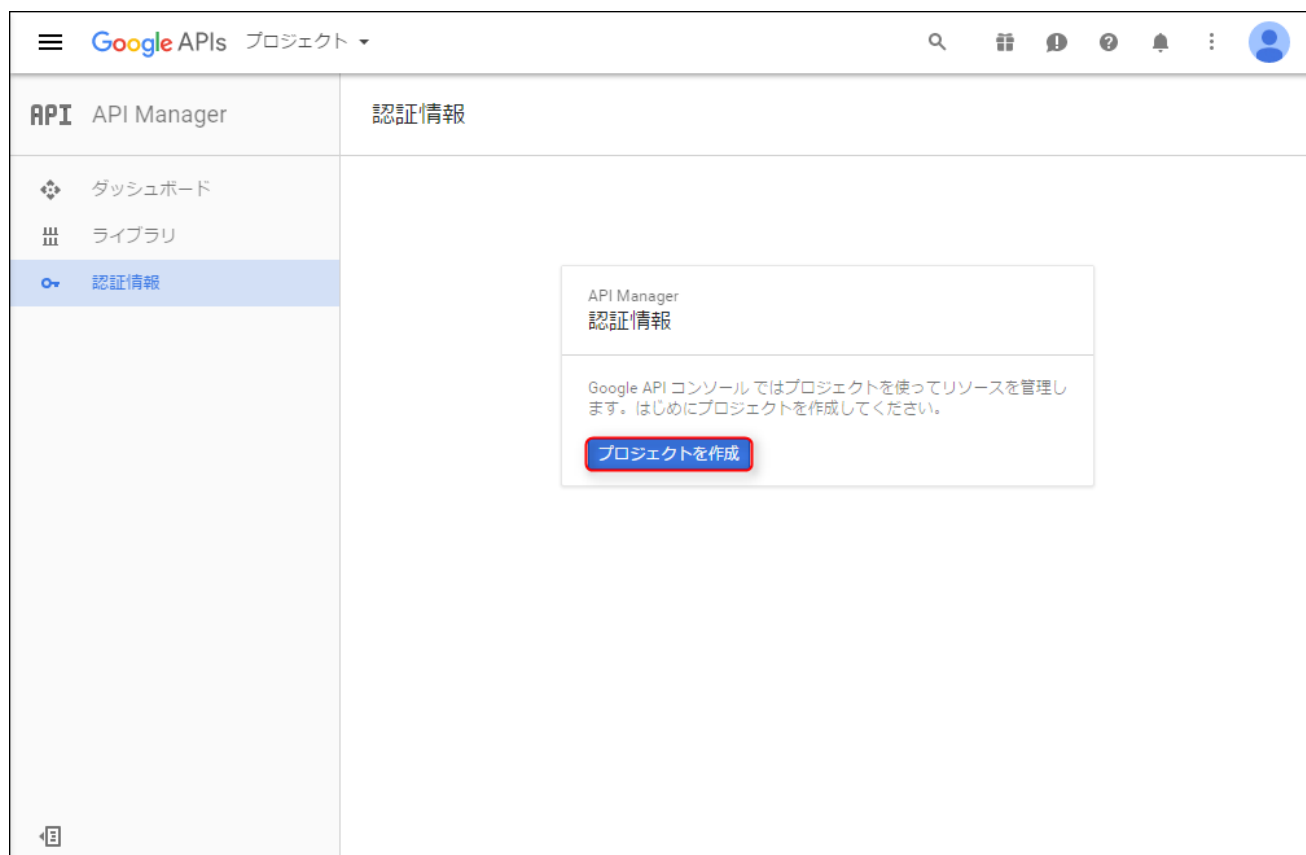 Google APIs プロジェクト
API API Manager
認証情報
ダッシュボード
ライブラリ
認証情報
API Manager
認証情報
Google API コンソール ではプロジェクトを使ってリソースを管理し
ます。はじめにプロジェクトを作成してください。
プロジェクトを作成